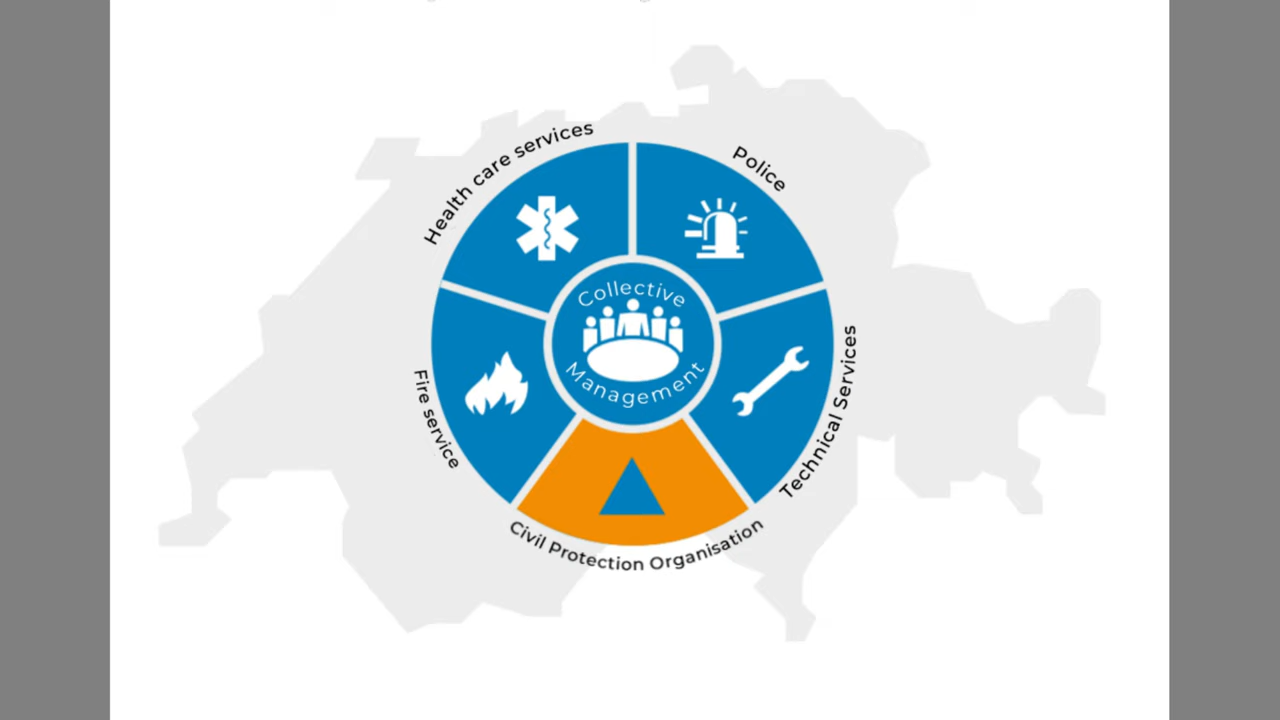 Health care services
Police
Collective
Management
Fire service
Technical Services
Civil Protection Organisation